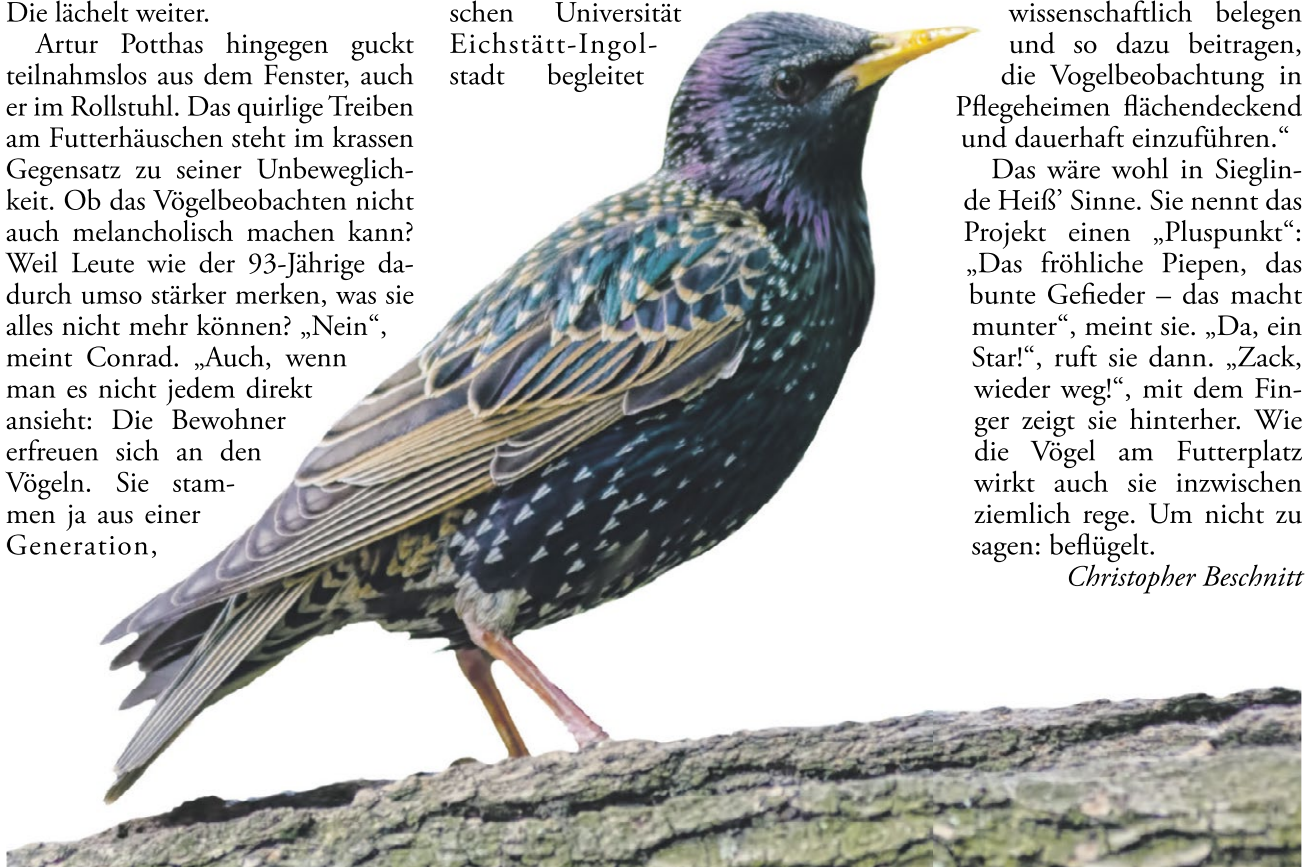 Die lächelt weiter.
Artur Potthas hingegen guckt
teilnahmslos aus dem Fenster, auch
er im Rollstuhl. Das quirlige Treiben
am Futterhäuschen steht im krassen
Gegensatz zu seiner Unbeweglich-
keit. Ob das Vögelbeobachten nicht
auch melancholisch machen kann?
Weil Leute wie der 93-Jährige da-
durch umso stärker merken, was sie
alles nicht mehr können? „Nein“,
meint Conrad. „Auch, wenn
man es nicht jedem direkt
ansieht: Die Bewohner
erfreuen sich an den
Vögeln. Sie stam-
men ja aus einer
Generation,
schen Universität
Eichstätt-Ingol-
stadt begleitet
wissenschaftlich belegen
und so dazu beitragen,
die Vogelbeobachtung in
Pflegeheimen flächendeckend
und dauerhaft einzuführen.“
Das wäre wohl in Sieglin-
de Heiß’ Sinne. Sie nennt das
Projekt einen „Pluspunkt“:
„Das fröhliche Piepen, das
bunte Gefieder – das macht
munter“, meint sie. „Da, ein
Star!“, ruft sie dann. „Zack,
wieder weg!“, mit dem Fin-
ger zeigt sie hinterher. Wie
die Vögel am Futterplatz
wirkt auch sie inzwischen
ziemlich rege. Um nicht zu
sagen: beflügelt.
Christopher Beschnitt